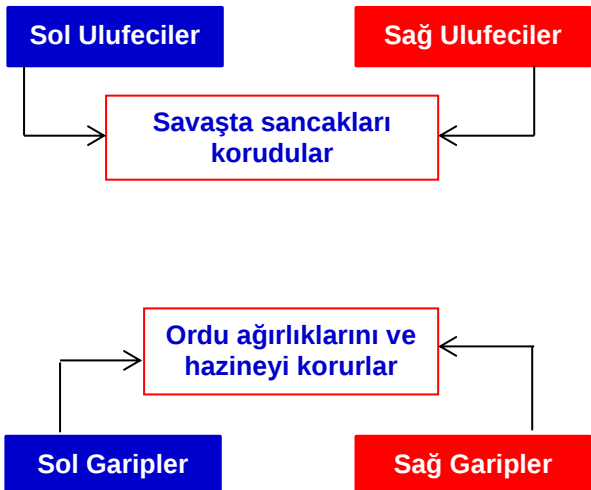 Sol Ulufeciler
Sağ Ulufeciler
Savaşta sancakları
korudular
Ordu ağırlıklarını ve
hazineyi korurlar
Sol Garipler
Sağ Garipler